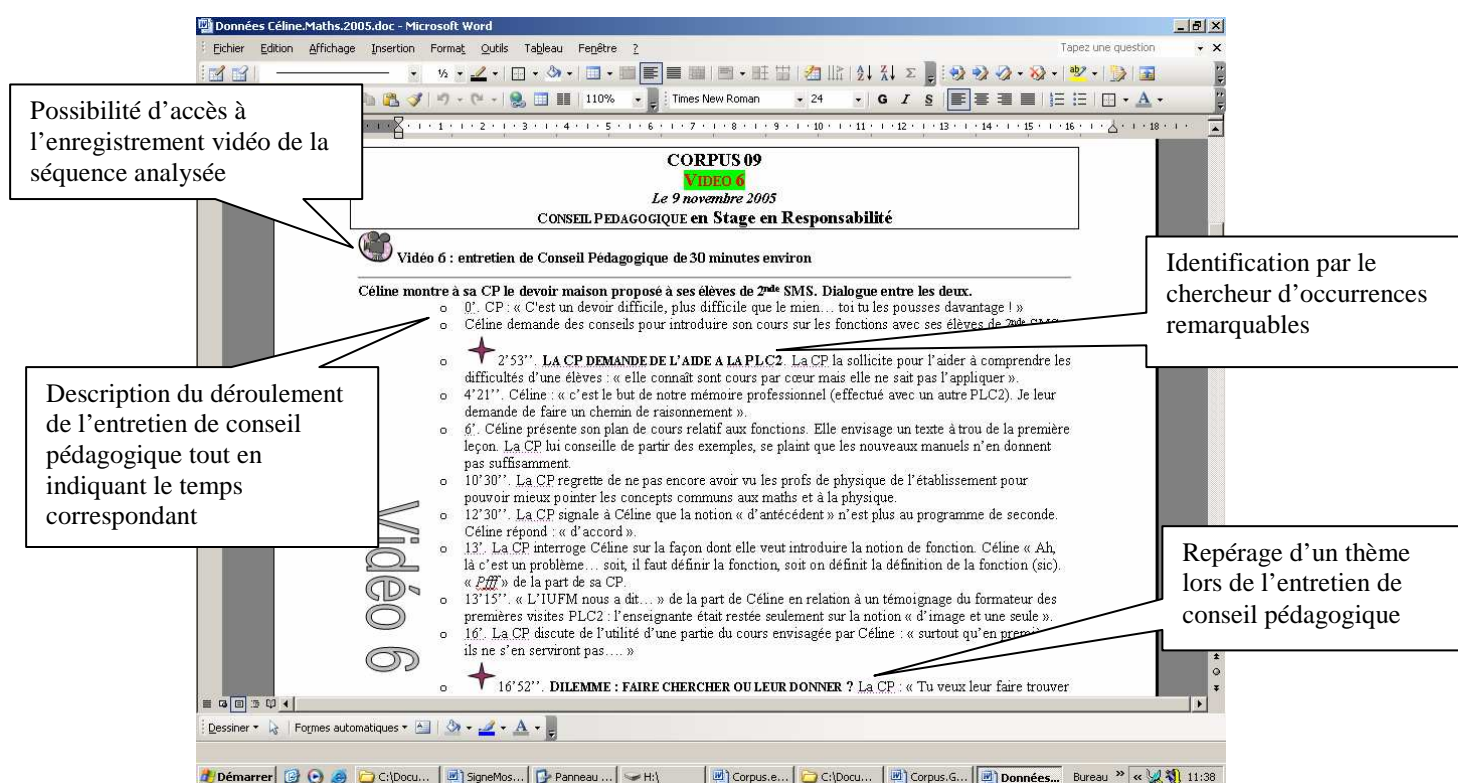 Données Céline.Maths.2005.doc - Microsoft Word
Fichier Edition Affichage Insertion Format Outils Tableau Fenêtre ?
Tapez une question
½
110%
Times New Roman
24
G I S
1 2 3 4 5 6 7 8 9 10 11 12 13 14 15 16 18
Possibilité d'accès à
l'enregistrement vidéo de la
séquence analysée
CORPUS 09
VIDEO 6
Le 9 novembre 2005
CONSEIL PEDAGOGIQUE en Stage en Responsabilité
Vidéo 6 : entretien de Conseil Pédagogique de 30 minutes environ
Identification par le
chercheur d'occurrences
remarquables
Céline montre à sa CP le devoir maison proposé à ses élèves de 2nde SMS. Dialogue entre les deux.
o 0'. CP : « C'est un devoir difficile, plus difficile que le mien… toi tu les pousses davantage ! »
o Céline demande des conseils pour introduire son cours sur les fonctions avec ses élèves de 2nde SMS
o 2'53''. LA CP DEMANDE DE L'AIDE A LA PLC2. La CP la sollicite pour l'aider à comprendre les
difficultés d'une élèves : « elle connaît sont cours par cœur mais elle ne sait pas l'appliquer ».
Description du déroulement
de l'entretien de conseil
pédagogique tout en
indiquant le temps
correspondant
o 4'21''. Céline : « c'est le but de notre mémoire professionnel (effectué avec un autre PLC2). Je leur
demande de faire un chemin de raisonnement ».
o 6'. Céline présente son plan de cours relatif aux fonctions. Elle envisage un texte à trou de la première
leçon. La CP lui conseille de partir des exemples, se plaint que les nouveaux manuels n'en donnent
pas suffisamment.
o 10'30''. La CP regrette de ne pas encore avoir vu les profs de physique de l'établissement pour
pouvoir mieux pointer les concepts communs aux maths et à la physique.
o 12'30''. La CP signale à Céline que la notion « d'antécédent » n'est plus au programme de seconde.
Céline répond : « d'accord ».
o 13'. La CP interroge Céline sur la façon dont elle veut introduire la notion de fonction. Céline « Ah,
là c'est un problème… soit, il faut définir la fonction, soit on définit la définition de la fonction (sic).
« Pfff » de la part de sa CP.
o 13'15''. « L'IUFM nous a dit… » de la part de Céline en relation à un témoignage du formateur des
premières visites PLC2 : l'enseignante était restée seulement sur la notion « d'image et une seule ».
o 16'. La CP discute de l'utilité d'une partie du cours envisagée par Céline : « surtout qu'en
ils ne s'en serviront pas…. »
o 16'52''. DILEMME : FAIRE CHERCHER OU LEUR DONNER ? La CP : « Tu veux leur faire trouver
Vidéo 6
Repérage d'un thème
lors de l'entretien de
conseil pédagogique
Dessiner Formes automatiques
Démarrer C:\Docu... SigneMos... Panneau ... H:\ Corpus.e... C:\Docu... Corpus.G... Données... Bureau » « 11:38